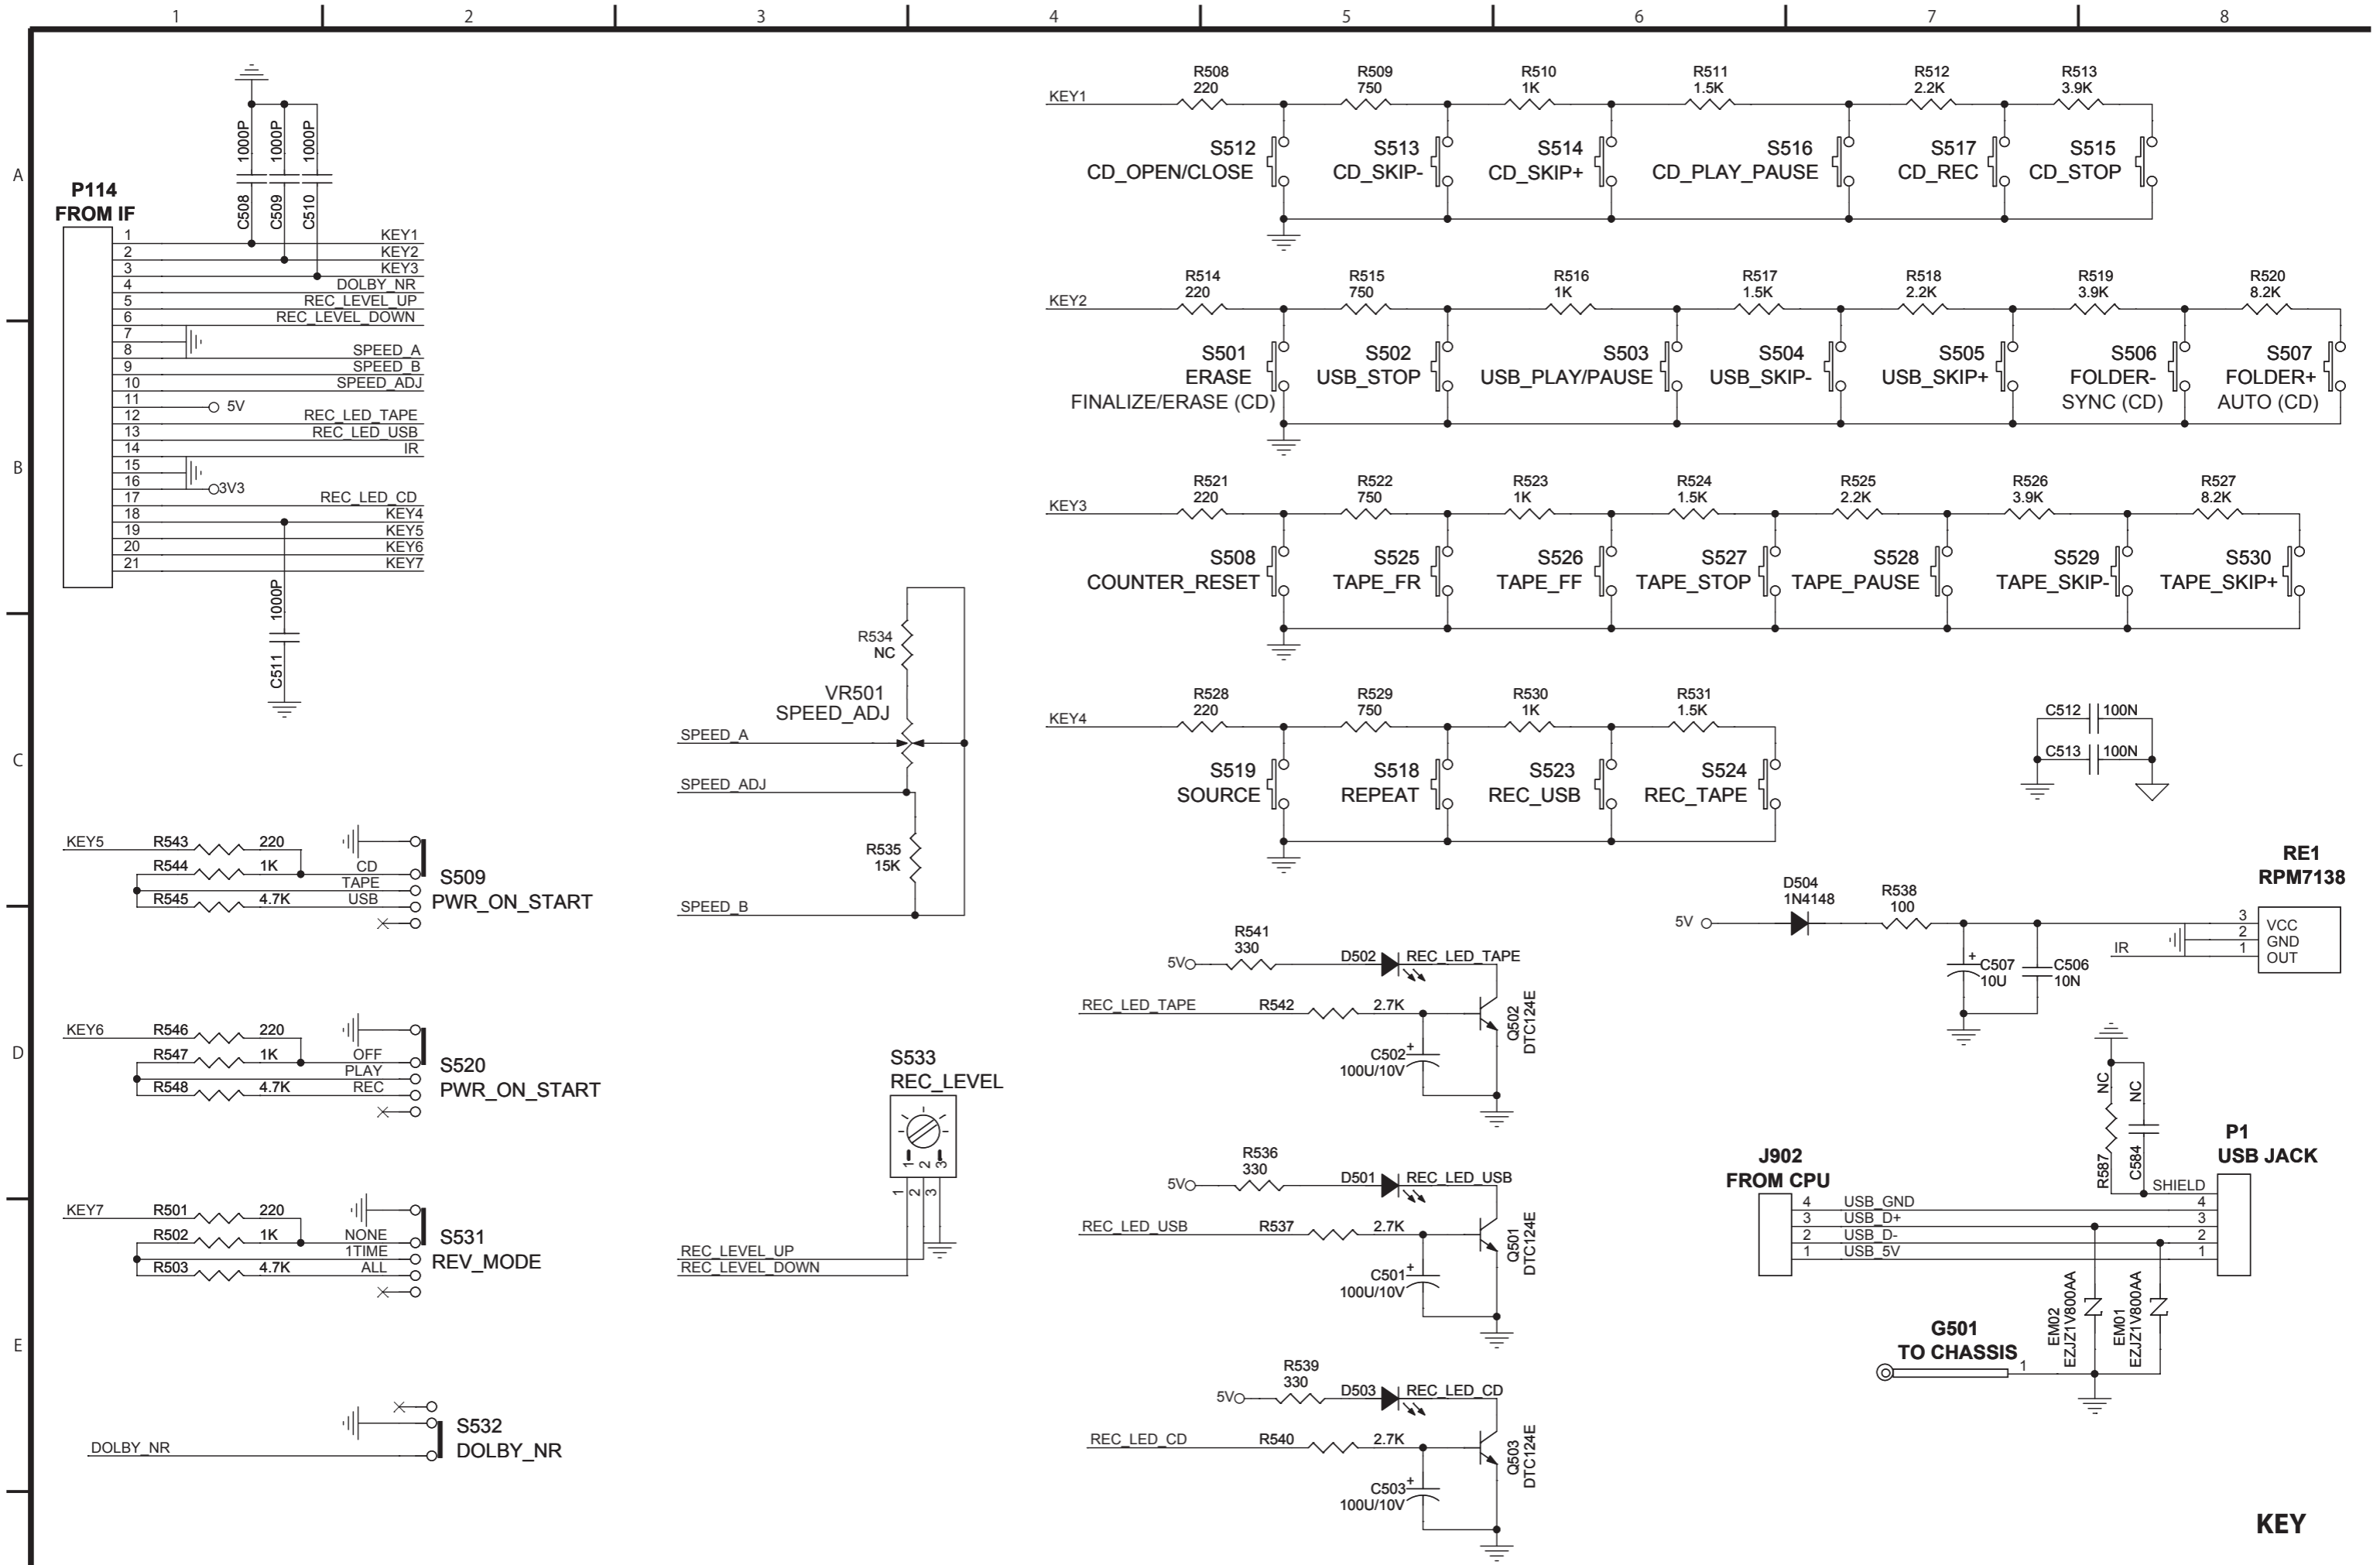 1 2 3 4 5 6 7 8
A
B
C
D
E
P114
FROM IF
1000P
1000P
1000P
C508
C509
C510
1 KEY1
2 KEY2
3 KEY3
4 DOLBY_NR
5 REC_LEVEL_UP
6 REC_LEVEL_DOWN
7
8 SPEED_A
9 SPEED_B
10 SPEED_ADJ
11 5V
12 REC_LED_TAPE
13 REC_LED_USB
14 IR
15
16 3V3
17 REC_LED_CD
18 KEY4
19 KEY5
20 KEY6
21 KEY7
1000P
C511
KEY1
R508 R509 R510 R511 R512 R513
220 750 1K 1.5K 2.2K 3.9K
S512 S513 S514 S516 S517 S515
CD_OPEN/CLOSE CD_SKIP- CD_SKIP+ CD_PLAY_PAUSE CD_REC CD_STOP
KEY2
R514 R515 R516 R517 R518 R519 R520
220 750 1K 1.5K 2.2K 3.9K 8.2K
S501 S502 S503 S504 S505 S506 S507
ERASE USB_STOP USB_PLAY/PAUSE USB_SKIP- USB_SKIP+ FOLDER- FOLDER+
FINALIZE/ERASE (CD) SYNC (CD) AUTO (CD)
KEY3
R521 R522 R523 R524 R525 R526 R527
220 750 1K 1.5K 2.2K 3.9K 8.2K
S508 S525 S526 S527 S528 S529 S530
COUNTER_RESET TAPE_FR TAPE_FF TAPE_STOP TAPE_PAUSE TAPE_SKIP- TAPE_SKIP+
KEY4
R528 R529 R530 R531
220 750 1K 1.5K
S519 S518 S523 S524
SOURCE REPEAT REC_USB REC_TAPE
C512 100N
C513 100N
R534
NC
VR501
SPEED_ADJ
SPEED_A
SPEED_ADJ
R535
15K
SPEED_B
KEY5 R543 220
R544 1K CD
TAPE
R545 4.7K USB
S509
PWR_ON_START
KEY6 R546 220
R547 1K OFF
PLAY
R548 4.7K REC
S520
PWR_ON_START
KEY7 R501 220
R502 1K NONE
1TIME
R503 4.7K ALL
S531
REV_MODE
DOLBY_NR
S532
DOLBY_NR
S533
REC_LEVEL
1 2 3
1 2 3
REC_LEVEL_UP
REC_LEVEL_DOWN
R541
330
5V D502 REC_LED_TAPE
REC_LED_TAPE R542 2.7K
Q502
DTC124E
C502
+
100U/10V
R536
330
5V D501 REC_LED_USB
REC_LED_USB R537 2.7K
Q501
DTC124E
C501
+
100U/10V
R539
330
5V D503 REC_LED_CD
REC_LED_CD R540 2.7K
Q503
DTC124E
C503
+
100U/10V
RE1
RPM7138
D504
1N4148
R538
100
5V
3 VCC
2 GND
IR 1 OUT
+
C507
10U
C506
10N
NC
NC
R587
C584
P1
USB JACK
J902
FROM CPU
SHIELD
4 USB_GND 4
3 USB_D+ 3
2 USB_D- 2
1 USB_5V 1
EM02
EZJZ1V800AA
EM01
EZJZ1V800AA
G501
TO CHASSIS
1
KEY